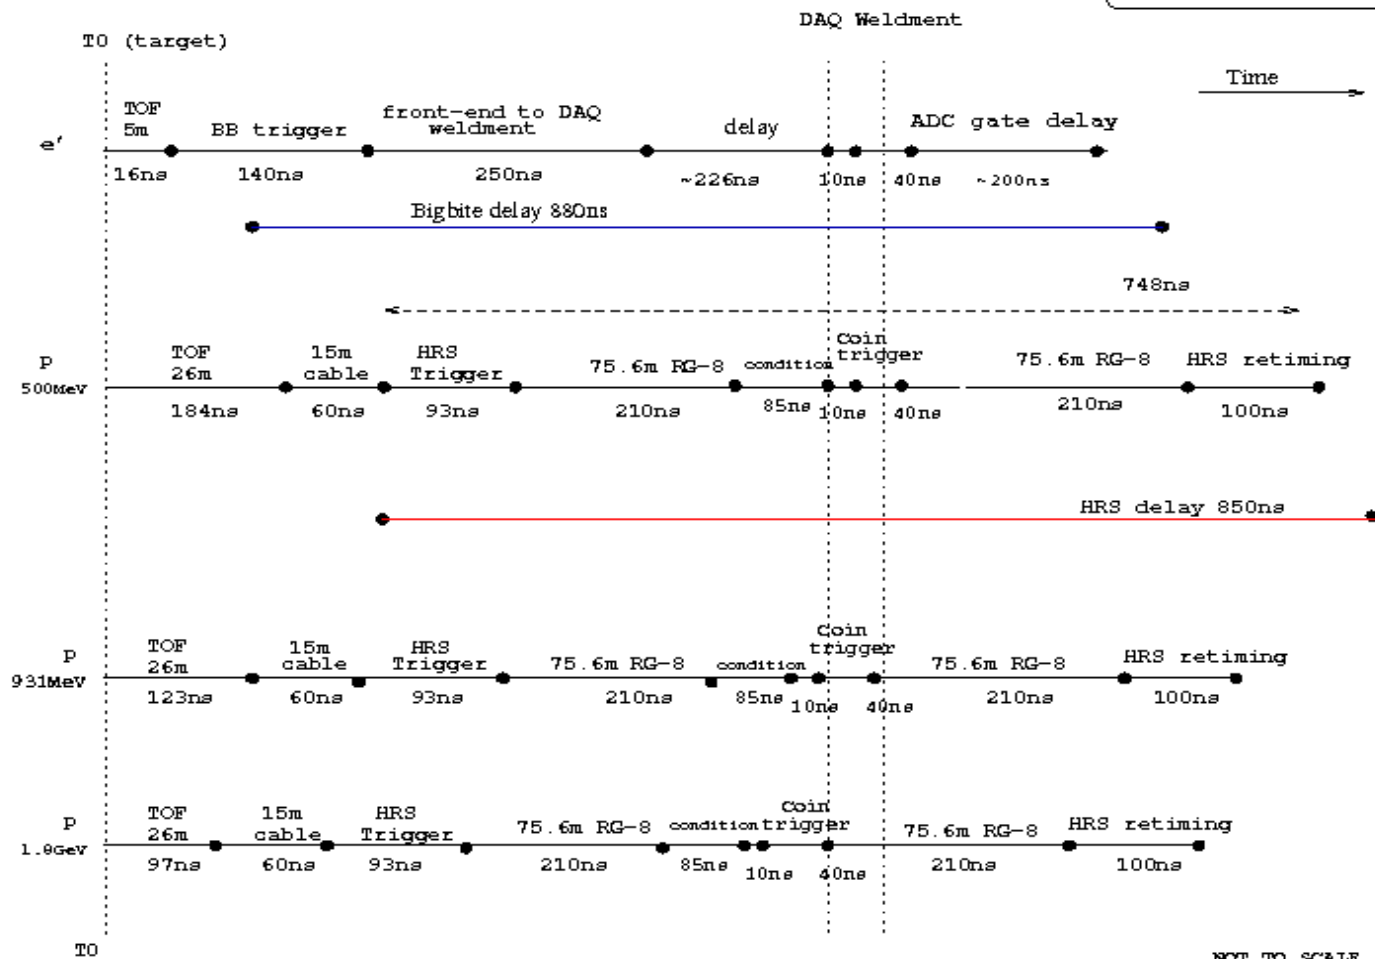 DAQ Weldment
T0 (target)
Time
TOF
5m
BB trigger
front-end to DAQ
weldment
delay
ADC gate delay
e'
16ns
140ns
250ns
~226ns
10ns
40ns
~200ns
Bigbite delay 880ns
748ns
P
500MeV
TOF
26m
15m
cable
HRS
Trigger
75.6m RG-8
condition
Coin
trigger
75.6m RG-8
HRS retiming
184ns
60ns
93ns
210ns
85ns
10ns
40ns
210ns
100ns
HRS delay 850ns
P
931MeV
TOF
26m
15m
cable
HRS
Trigger
75.6m RG-8
condition
Coin
trigger
75.6m RG-8
HRS retiming
123ns
60ns
93ns
210ns
85ns
10ns
40ns
210ns
100ns
P
TOF
26m
15m
cable
HRS
Trigger
75.6m RG-8
condition
Coin
trigger
75.6m RG-8
HRS retiming
97ns
60ns
93ns
210ns
85ns
10ns
40ns
210ns
100ns
T0
NOT TO SCALE